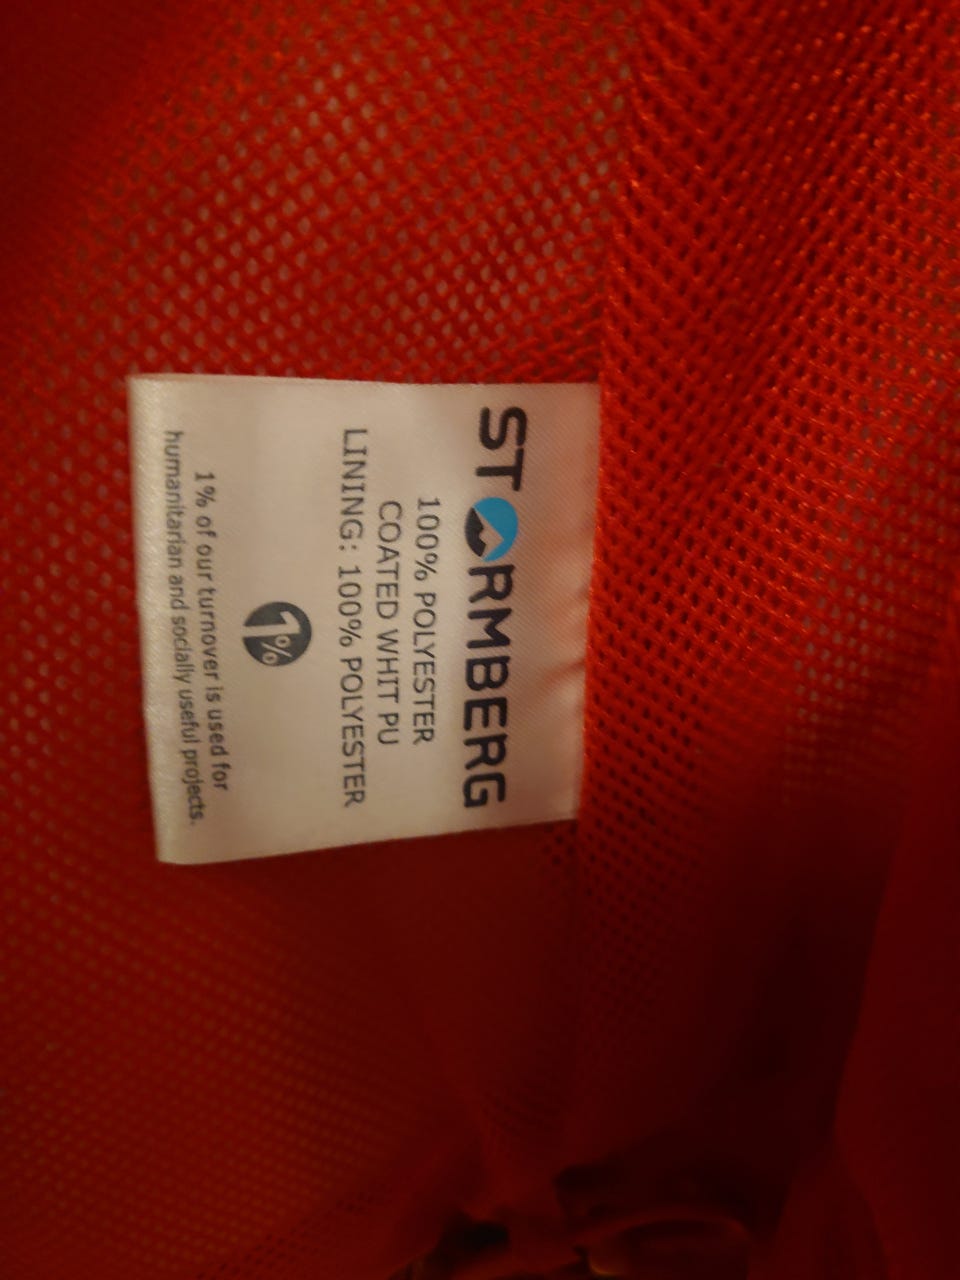 STORMBERG
100% POLYESTER
COATED WHIT PU
LINING: 100% POLYESTER
1%
1% of our turnover is used for
humanitarian and socially useful projects.